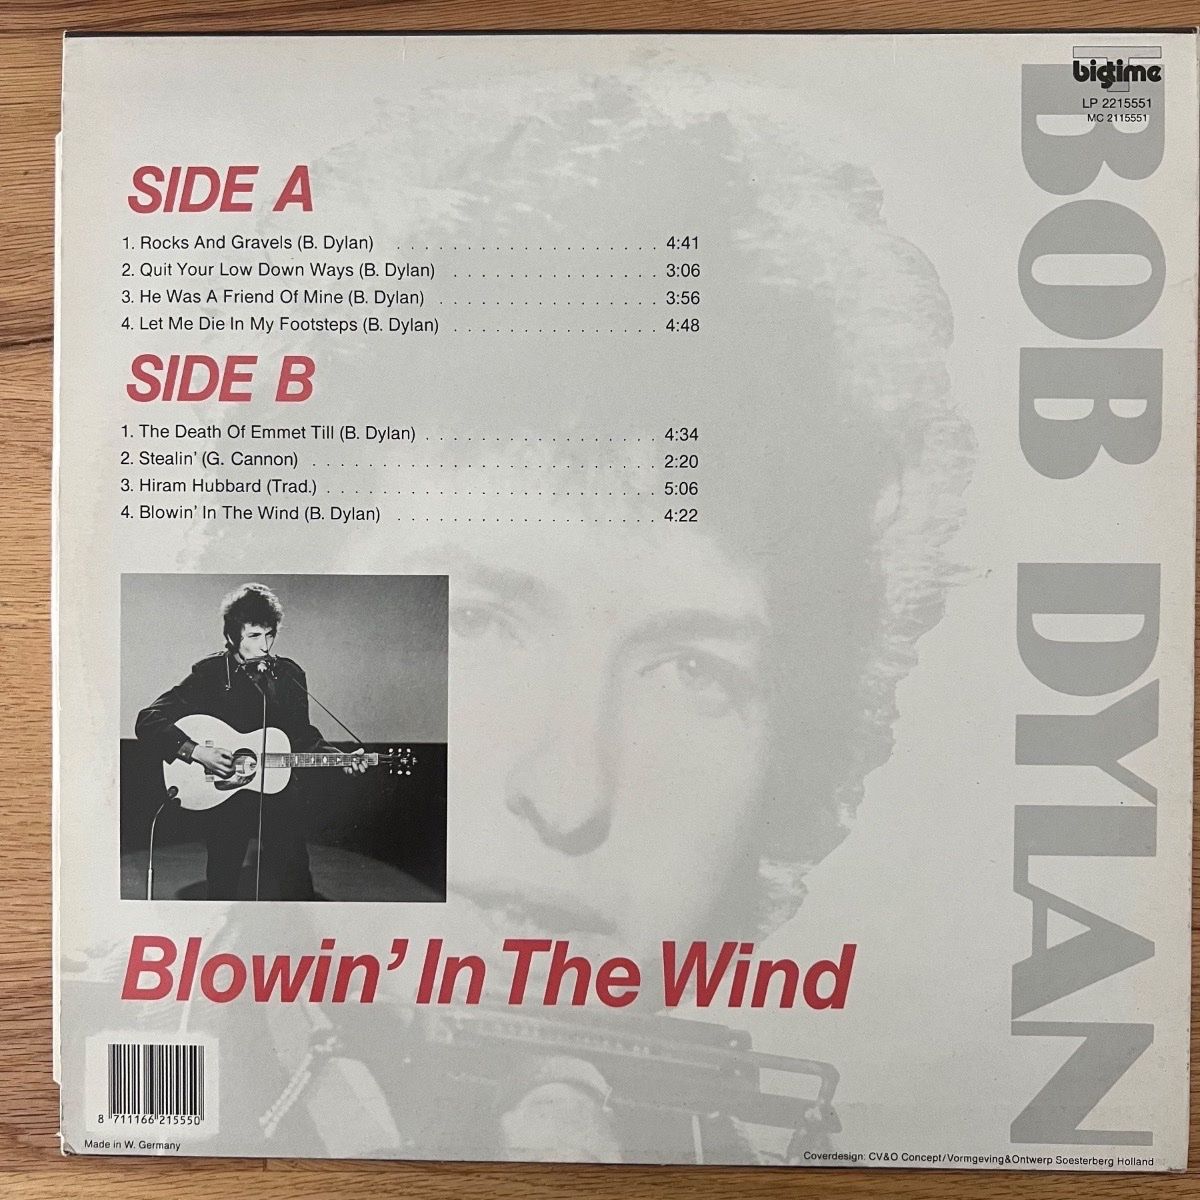 bigtime
LP 2215551
MC 2115551
BOB DYLAN
SIDE A
1. Rocks And Gravels (B. Dylan) . . . . . . . . . . . . . . . . . . . 4:41
2. Quit Your Low Down Ways (B. Dylan) . . . . . . . . . . . . . . . 3:06
3. He Was A Friend Of Mine (B. Dylan) . . . . . . . . . . . . . . . . 3:56
4. Let Me Die In My Footsteps (B. Dylan) . . . . . . . . . . . . . . . 4:48
SIDE B
1. The Death Of Emmet Till (B. Dylan) . . . . . . . . . . . . . . . . . 4:34
2. Stealin' (G. Cannon) . . . . . . . . . . . . . . . . . . . . . . . . . 2:20
3. Hiram Hubbard (Trad.) . . . . . . . . . . . . . . . . . . . . . . . . 5:06
4. Blowin' In The Wind (B. Dylan) . . . . . . . . . . . . . . . . . . . 4:22
Blowin' In The Wind
8 711166 215550
Made in W. Germany
Coverdesign: CV&O Concept/Vormgeving&Ontwerp Soesterberg Holland